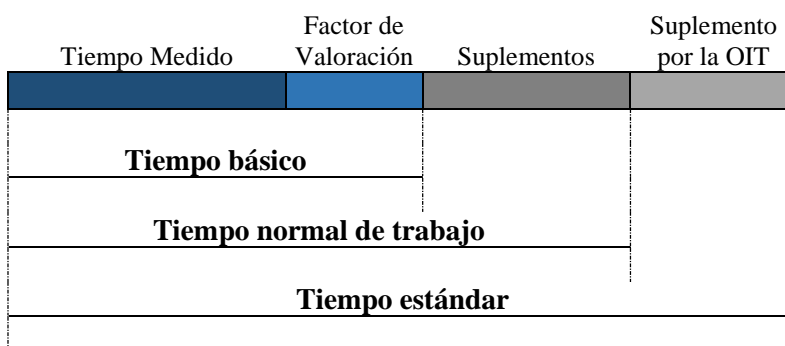 Tiempo Medido
Factor de
Valoración
Suplementos
Suplemento
por la OIT
Tiempo básico
Tiempo normal de trabajo
Tiempo estándar